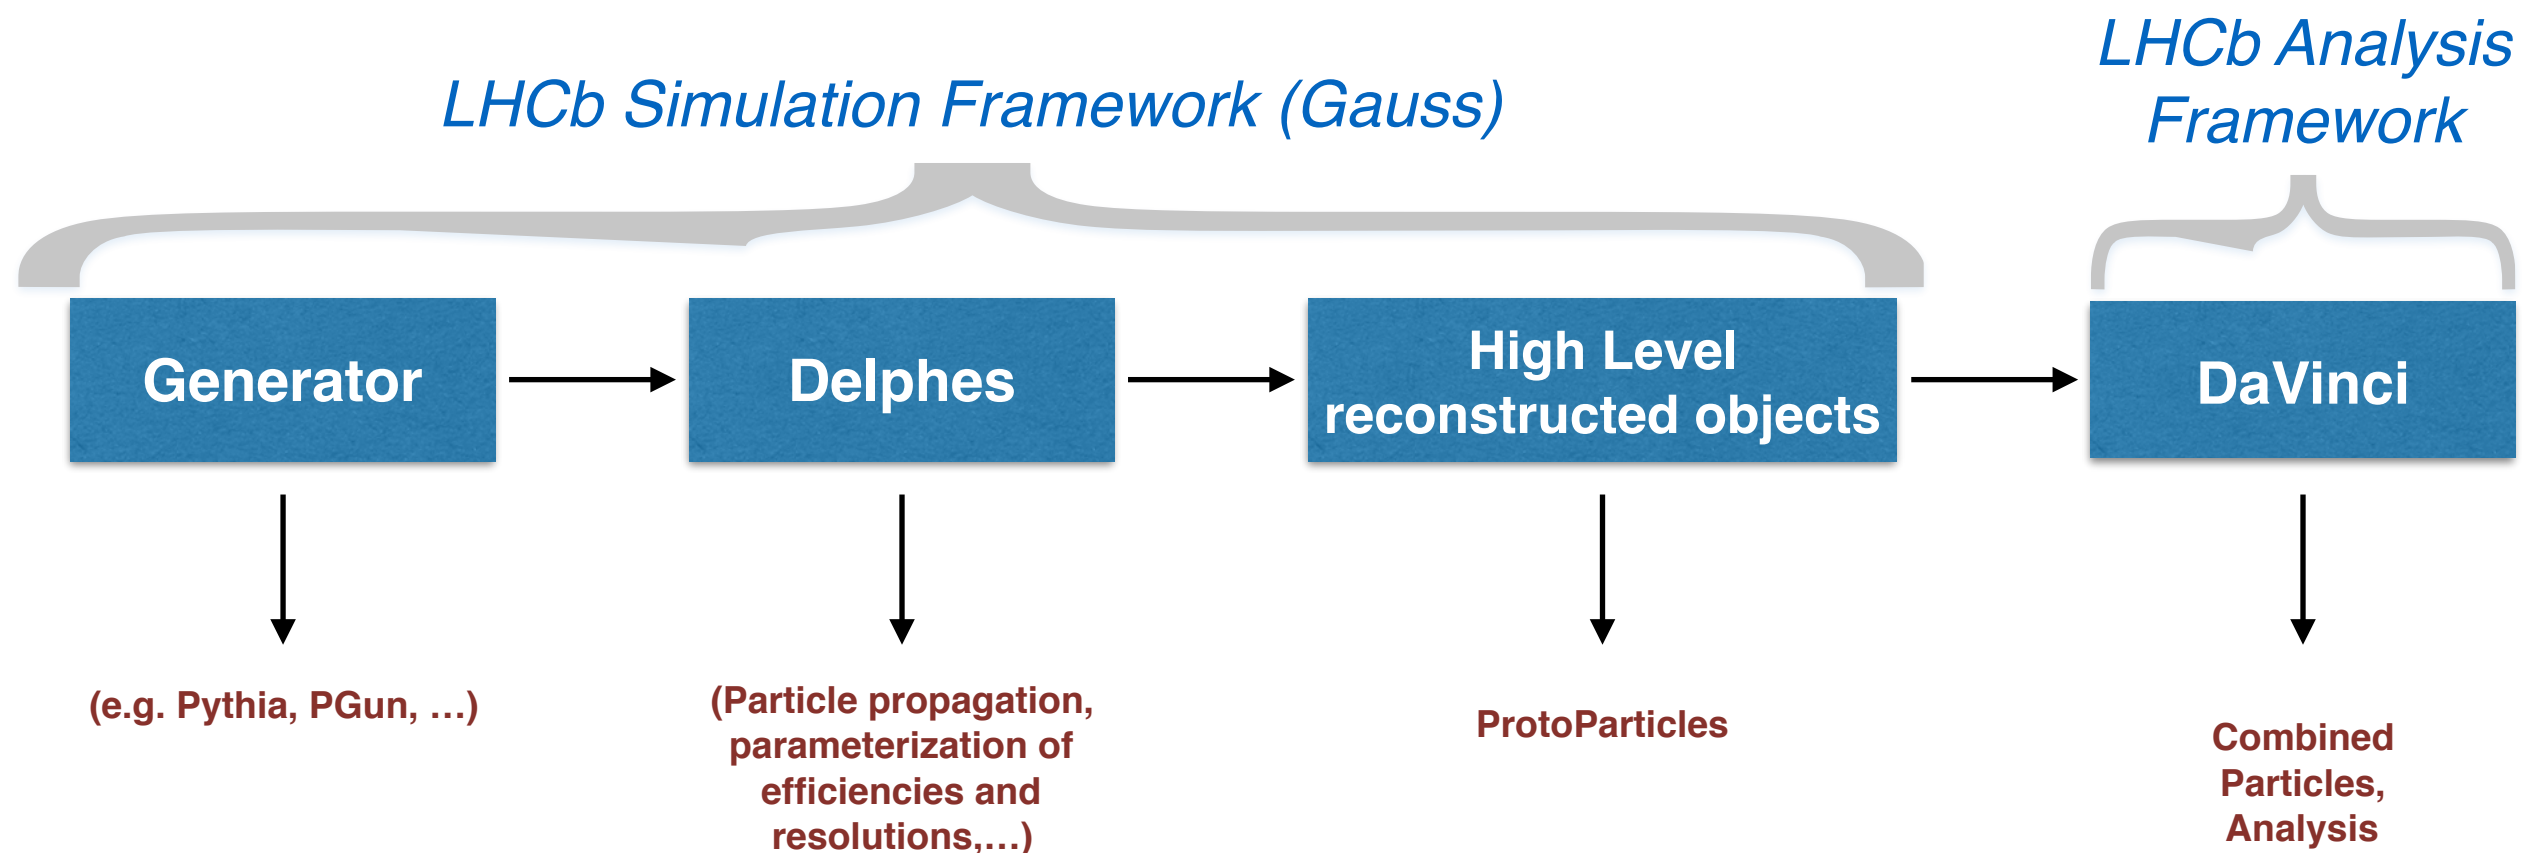 LHCb Simulation Framework (Gauss)
LHCb Analysis
Framework
Generator
Delphes
High Level
reconstructed objects
DaVinci
(e.g. Pythia, PGun, …)
(Particle propagation,
parameterization of
efficiencies and
resolutions,…)
ProtoParticles
Combined
Particles,
Analysis